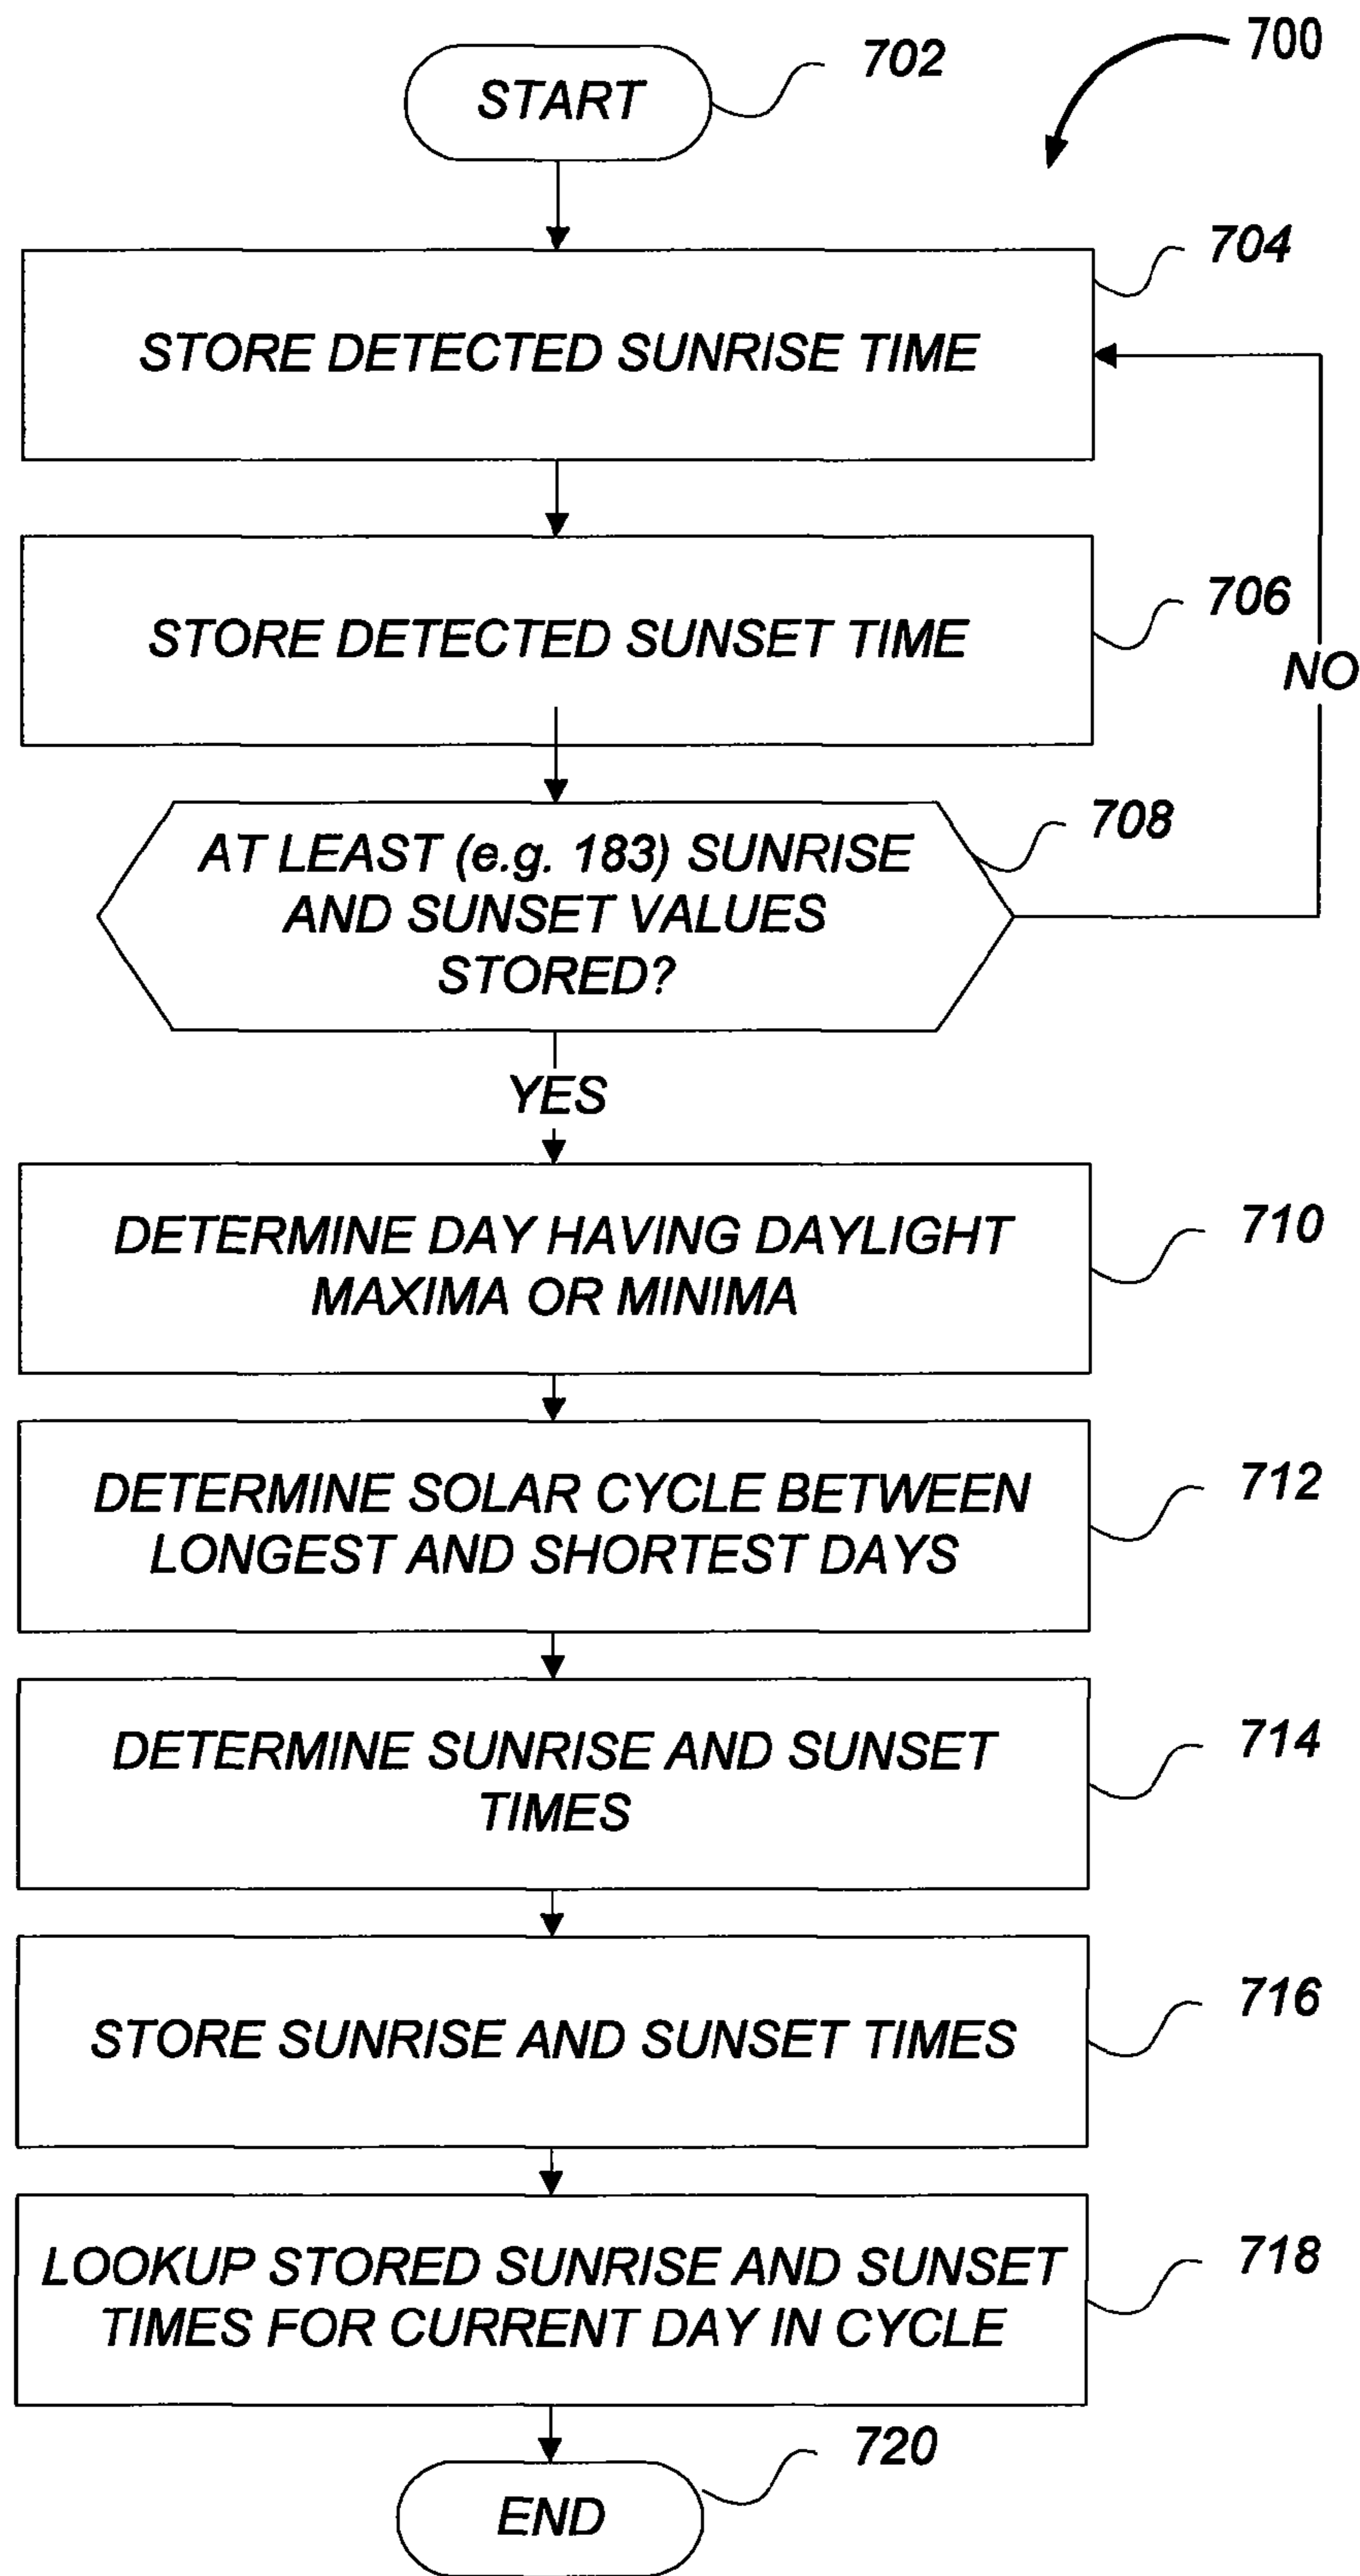 700
START
702
STORE DETECTED SUNRISE TIME
704
STORE DETECTED SUNSET TIME
706
NO
AT LEAST (e.g. 183) SUNRISE
AND SUNSET VALUES
STORED?
708
YES
DETERMINE DAY HAVING DAYLIGHT
MAXIMA OR MINIMA
710
DETERMINE SOLAR CYCLE BETWEEN
LONGEST AND SHORTEST DAYS
712
DETERMINE SUNRISE AND SUNSET
TIMES
714
STORE SUNRISE AND SUNSET TIMES
716
LOOKUP STORED SUNRISE AND SUNSET
TIMES FOR CURRENT DAY IN CYCLE
718
END
720